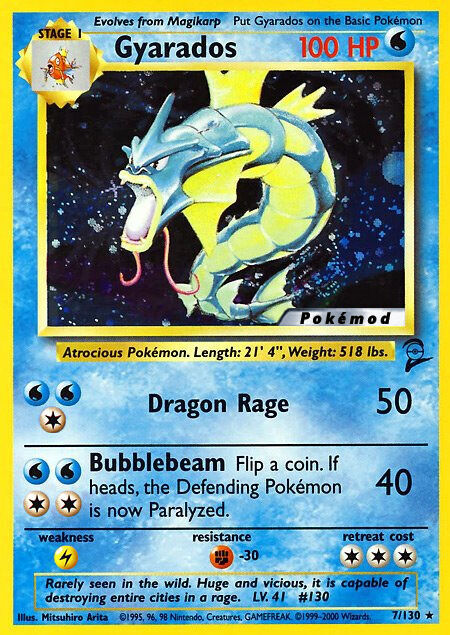 Evolves from Magikarp Put Gyarados on the Basic Pokémon
STAGE 1
Gyarados 100 HP
Pokémod
Atrocious Pokémon. Length: 21' 4", Weight: 518 lbs.
Dragon Rage 50
Bubblebeam Flip a coin. If
heads, the Defending Pokémon
is now Paralyzed.
40
weakness resistance retreat cost
-30
Rarely seen in the wild. Huge and vicious, it is capable of
destroying entire cities in a rage. LV. 41 #130
Illus. Mitsuhiro Arita ©1995, 96, 98 Nintendo, Creatures, GAMEFREAK. ©1999-2000 Wizards. 7/130 ★